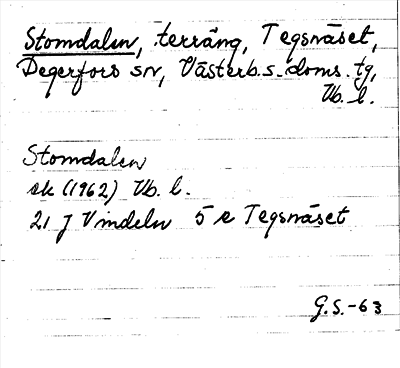 Stomdalen, terräng, Tegsnäset,
Degerfors sn, Västerb.s. doms. tg,
Vb. l.
Stomdalen
ek (1962) Vb. l.
21 J Vindeln 5 e Tegsnäset
G.S.-63